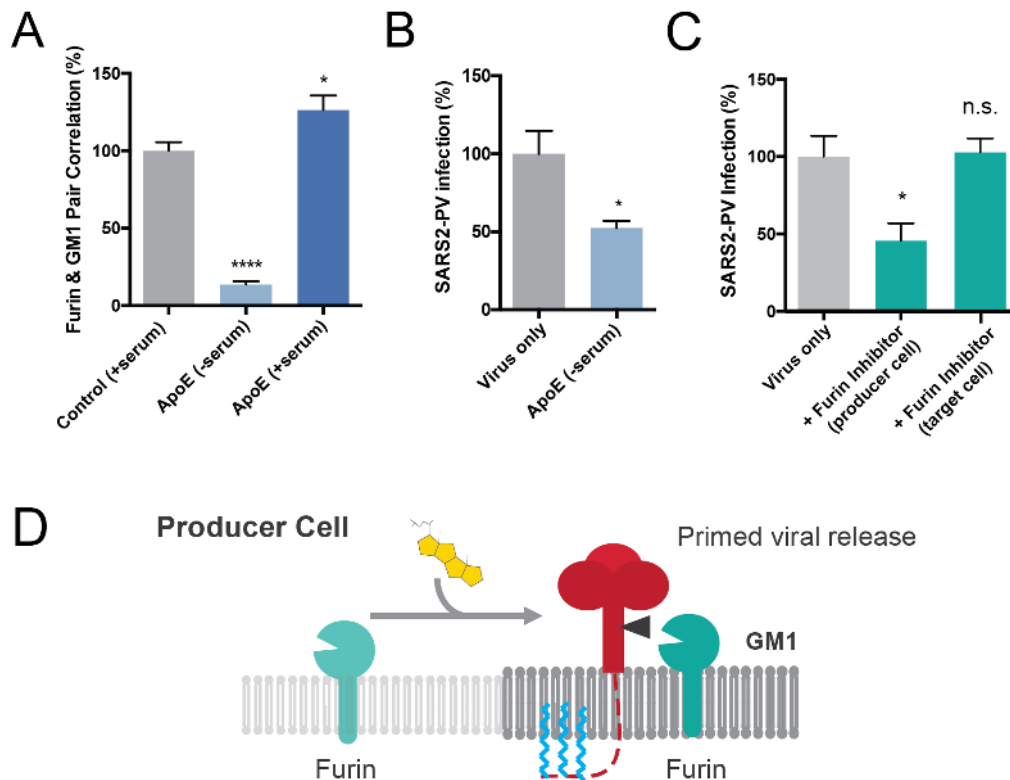 A
Furin & GM1 Pair Correlation (%)
150
100
50
0
*
****
Control (+serum)
ApoE (-serum)
ApoE (+serum)
B
SARS2-PV infection (%)
150
100
50
0
*
Virus only
ApoE (-serum)
C
SARS2-PV Infection (%)
150
100
50
0
n.s.
*
Virus only
+ Furin Inhibitor
(producer cell)
+ Furin Inhibitor
(target cell)
D
Producer Cell
Primed viral release
GM1
Furin
Furin